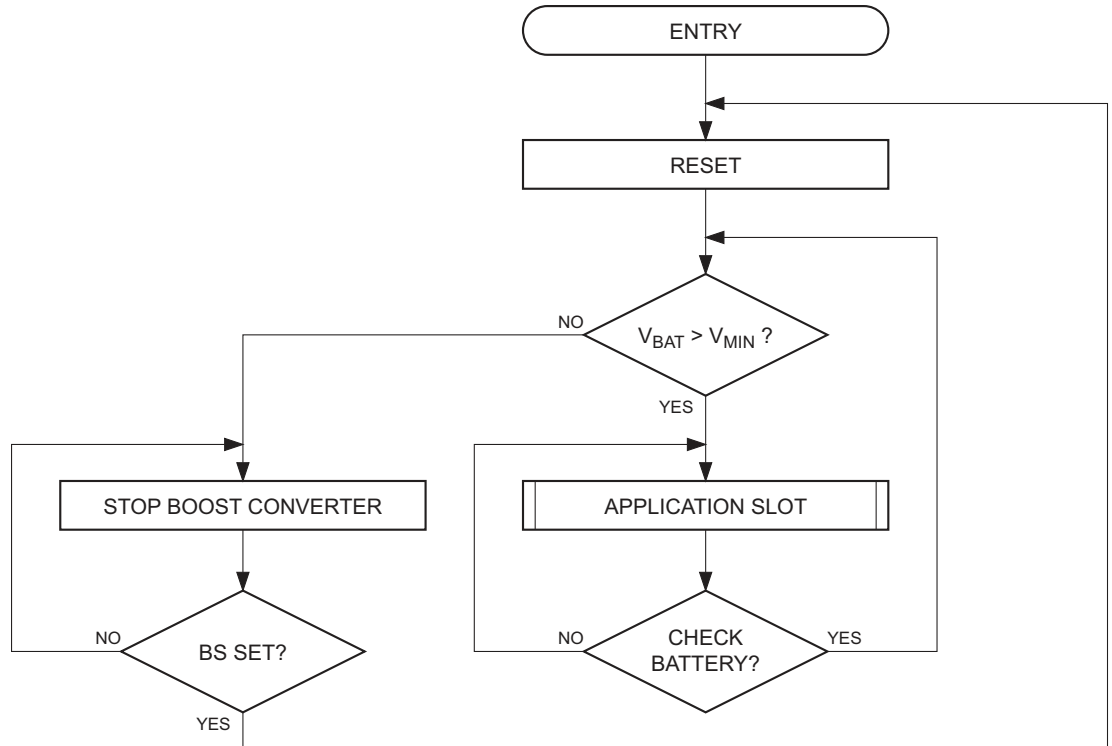 ENTRY
RESET
NO
V_BAT > V_MIN ?
YES
STOP BOOST CONVERTER
APPLICATION SLOT
NO
BS SET?
NO
CHECK
BATTERY?
YES
YES